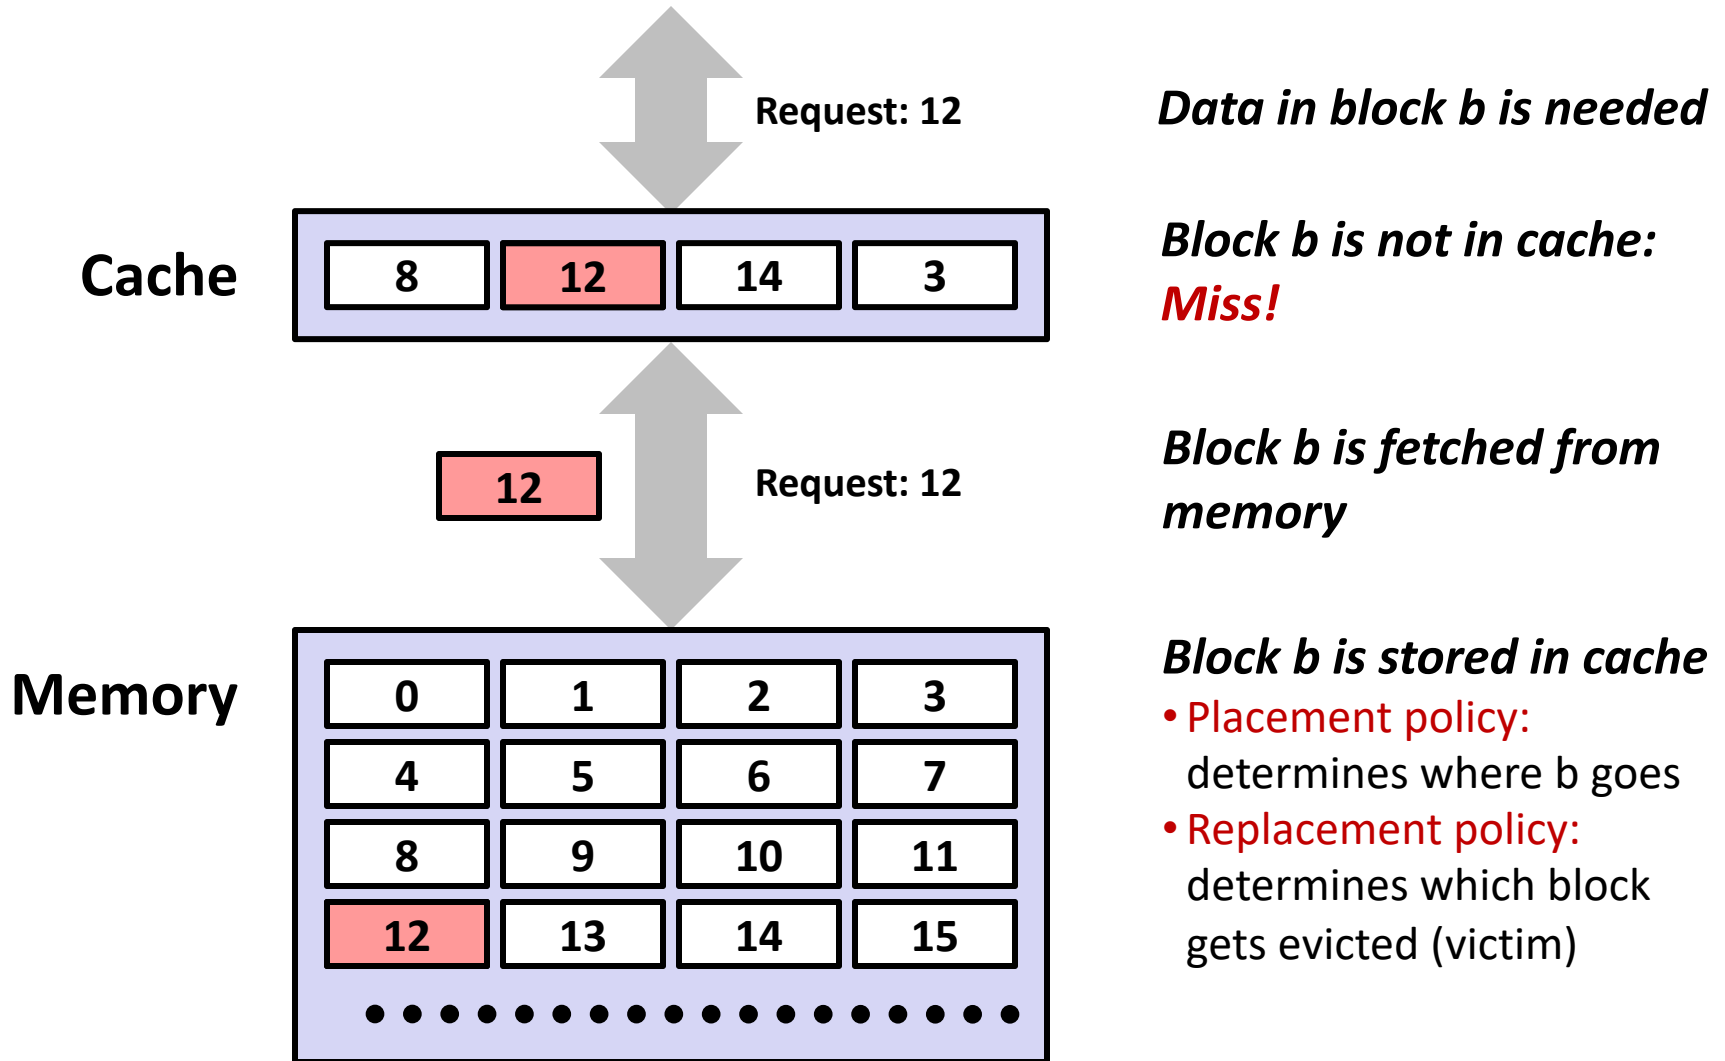 Request: 12
Data in block b is needed
Cache
8 12 14 3
Block b is not in cache:
Miss!
12
Request: 12
Block b is fetched from
memory
Memory
0 1 2 3
4 5 6 7
8 9 10 11
12 13 14 15
Block b is stored in cache
• Placement policy:
determines where b goes
• Replacement policy:
determines which block
gets evicted (victim)